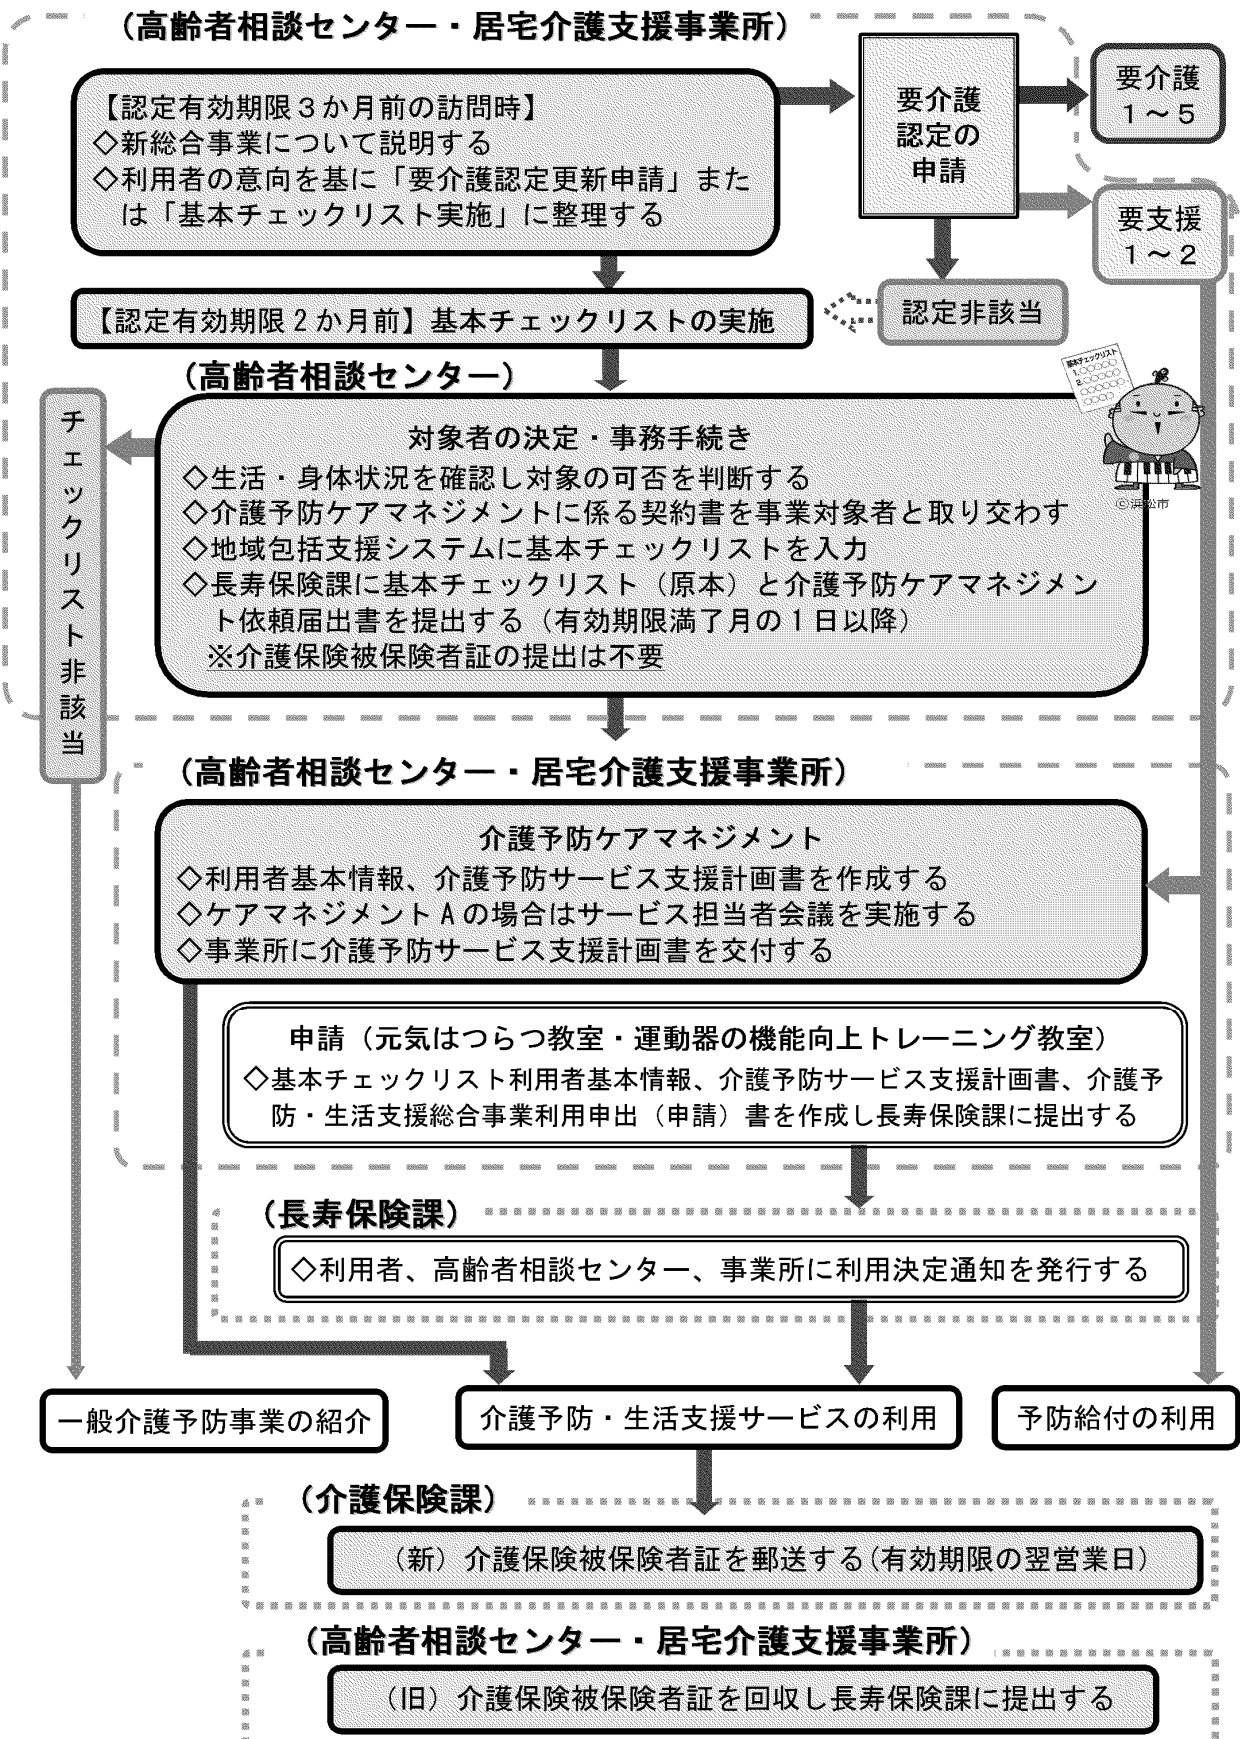 （高齢者相談センター・居宅介護支援事業所）
【認定有効期限３か月前の訪問時】
◇新総合事業について説明する
◇利用者の意向を基に「要介護認定更新申請」また
は「基本チェックリスト実施」に整理する
要介護
認定の
申請
要介護
１～５
要支援
１～２
認定非該当
【認定有効期限２か月前】基本チェックリストの実施
（高齢者相談センター）
基本チェックリスト
1.○○○○○
2.○○○○○
○○○○○
○○○○
©浜松市
チェックリスト非該当
対象者の決定・事務手続き
◇生活・身体状況を確認し対象の可否を判断する
◇介護予防ケアマネジメントに係る契約書を事業対象者と取り交わす
◇地域包括支援システムに基本チェックリストを入力
◇長寿保険課に基本チェックリスト（原本）と介護予防ケアマネジメン
ト依頼届出書を提出する（有効期限満了月の１日以降）
※介護保険被保険者証の提出は不要
（高齢者相談センター・居宅介護支援事業所）
介護予防ケアマネジメント
◇利用者基本情報、介護予防サービス支援計画書を作成する
◇ケアマネジメントＡの場合はサービス担当者会議を実施する
◇事業所に介護予防サービス支援計画書を交付する
申請（元気はつらつ教室・運動器の機能向上トレーニング教室）
◇基本チェックリスト利用者基本情報、介護予防サービス支援計画書、介護予
防・生活支援総合事業利用申出（申請）書を作成し長寿保険課に提出する
（長寿保険課）
◇利用者、高齢者相談センター、事業所に利用決定通知を発行する
一般介護予防事業の紹介
介護予防・生活支援サービスの利用
予防給付の利用
（介護保険課）
（新）介護保険被保険者証を郵送する（有効期限の翌営業日）
（高齢者相談センター・居宅介護支援事業所）
（旧）介護保険被保険者証を回収し長寿保険課に提出する